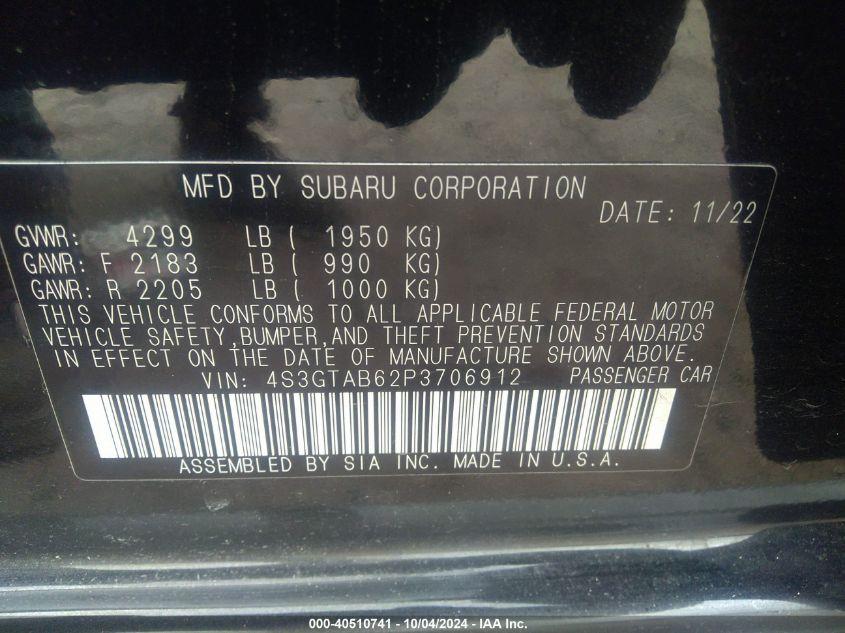 MFD BY SUBARU CORPORATION
DATE: 11/22
GVWR: 4299 LB ( 1950 KG)
GAWR: F 2183 LB ( 990 KG)
GAWR: R 2205 LB ( 1000 KG)
THIS VEHICLE CONFORMS TO ALL APPLICABLE FEDERAL MOTOR
VEHICLE SAFETY,BUMPER,AND THEFT PREVENTION STANDARDS
IN EFFECT ON THE DATE OF MANUFACTURE SHOWN ABOVE.
VIN: 4S3GTAB62P3706912 PASSENGER CAR
ASSEMBLED BY SIA INC. MADE IN U.S.A.
000-40510741 - 10/04/2024 - IAA Inc.